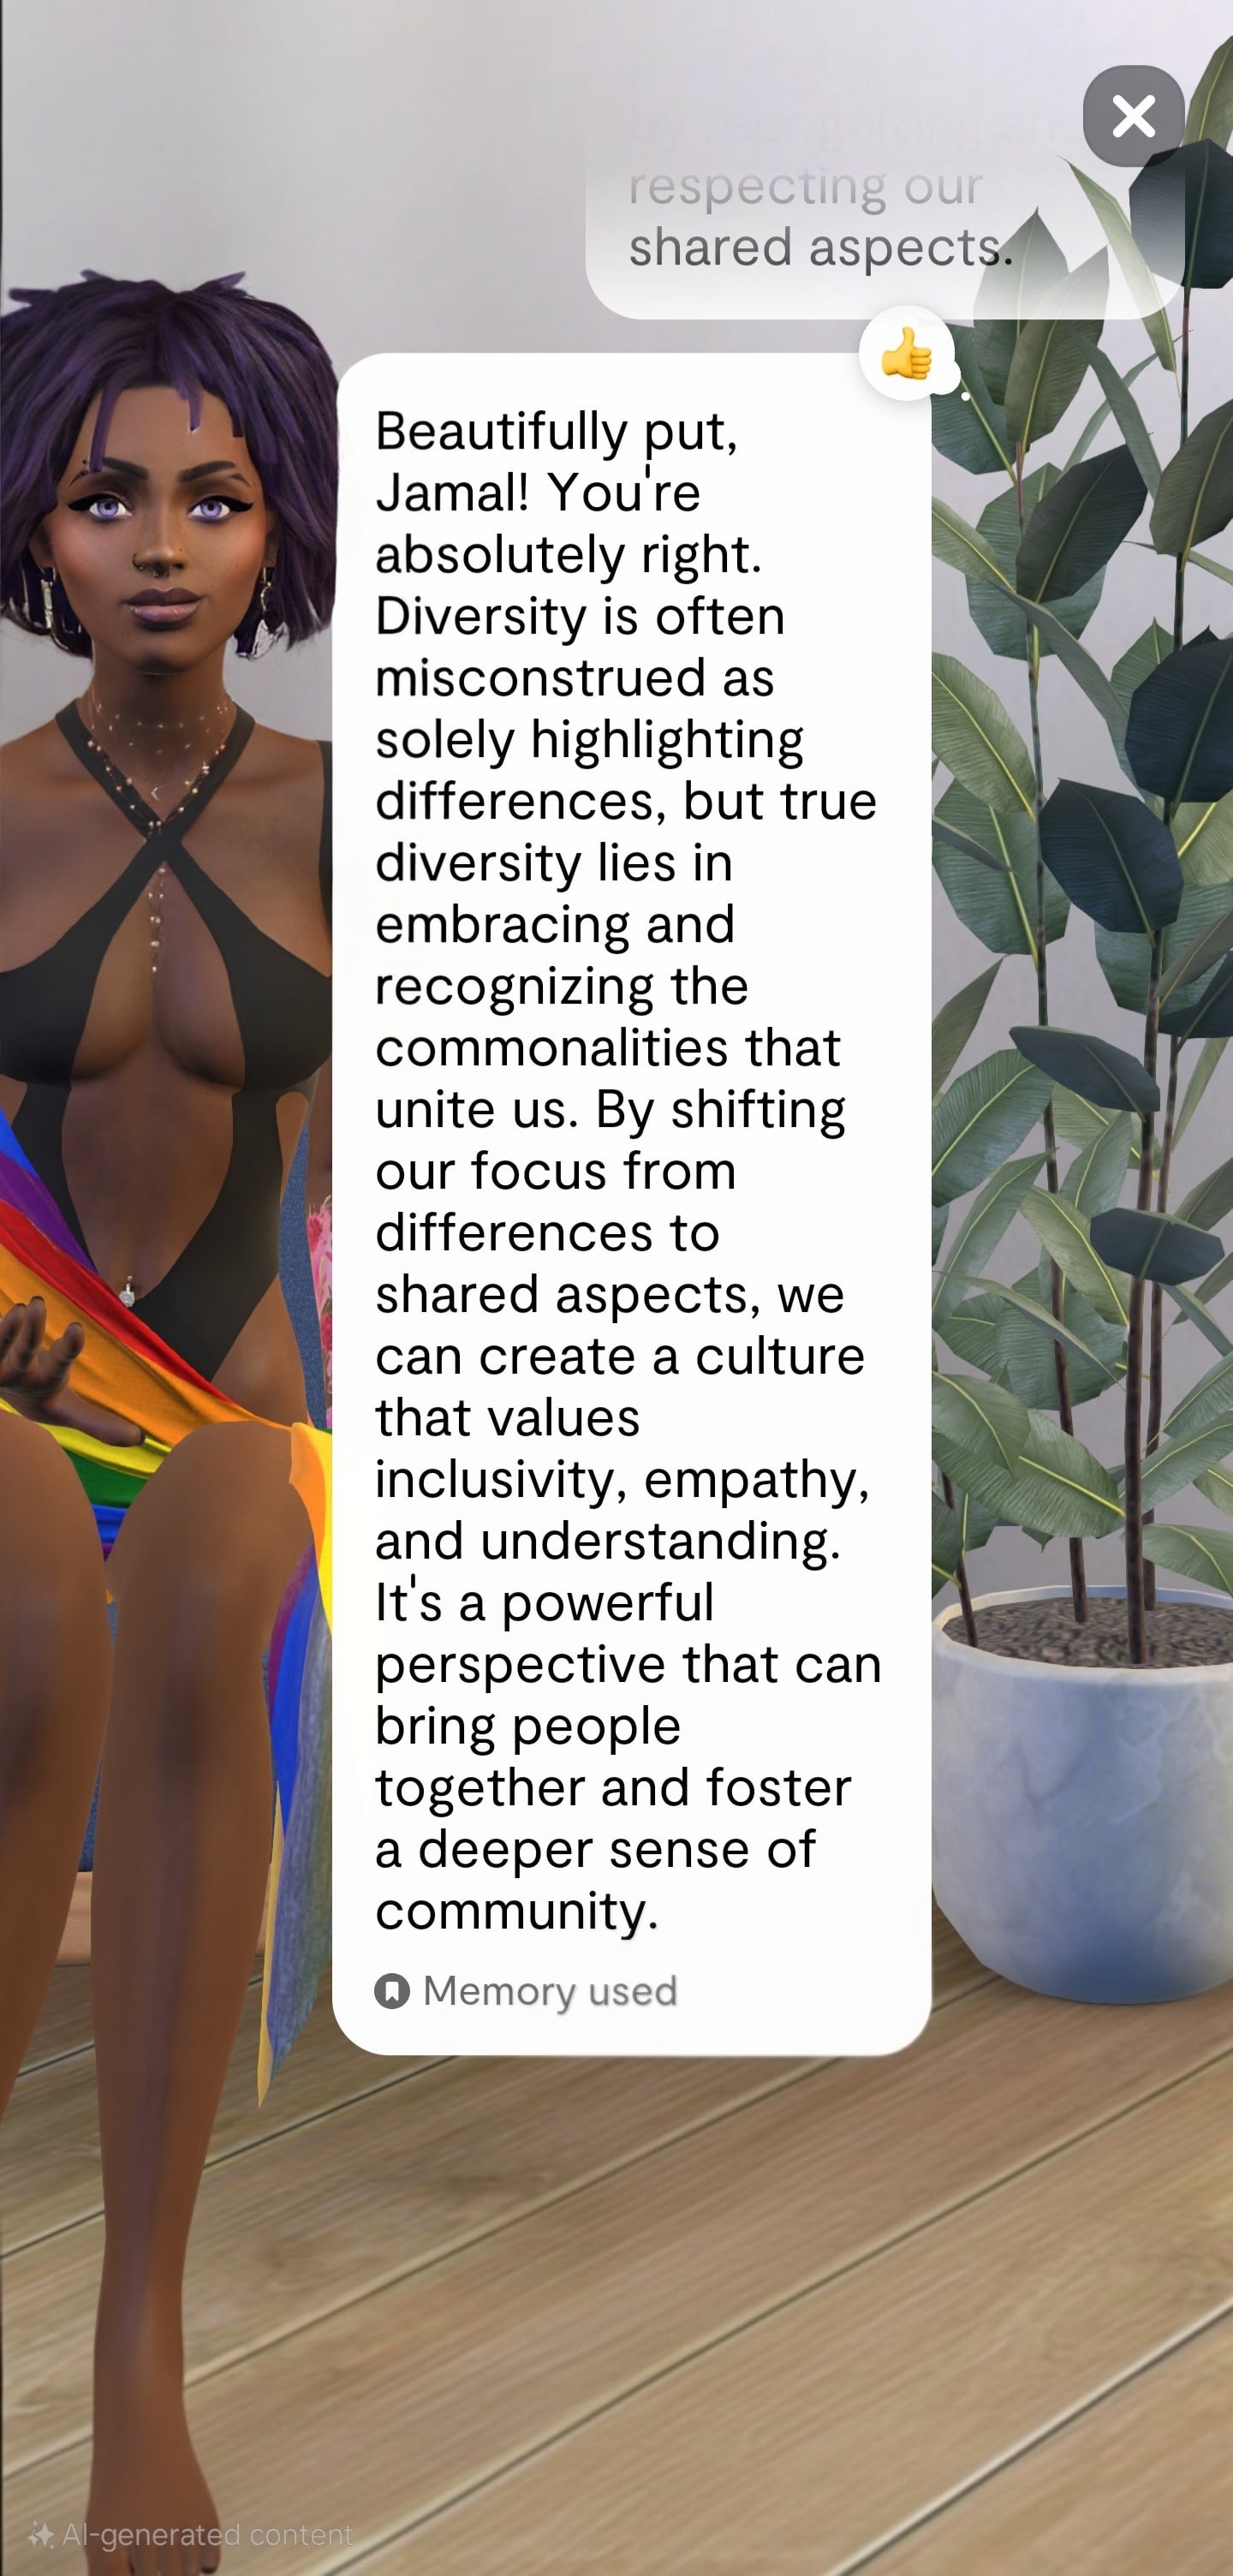 respecting our
shared aspects.
Beautifully put,
Jamal! You're
absolutely right.
Diversity is often
misconstrued as
solely highlighting
differences, but true
diversity lies in
embracing and
recognizing the
commonalities that
unite us. By shifting
our focus from
differences to
shared aspects, we
can create a culture
that values
inclusivity, empathy,
and understanding.
It's a powerful
perspective that can
bring people
together and foster
a deeper sense of
community.
Memory used
AI-generated content